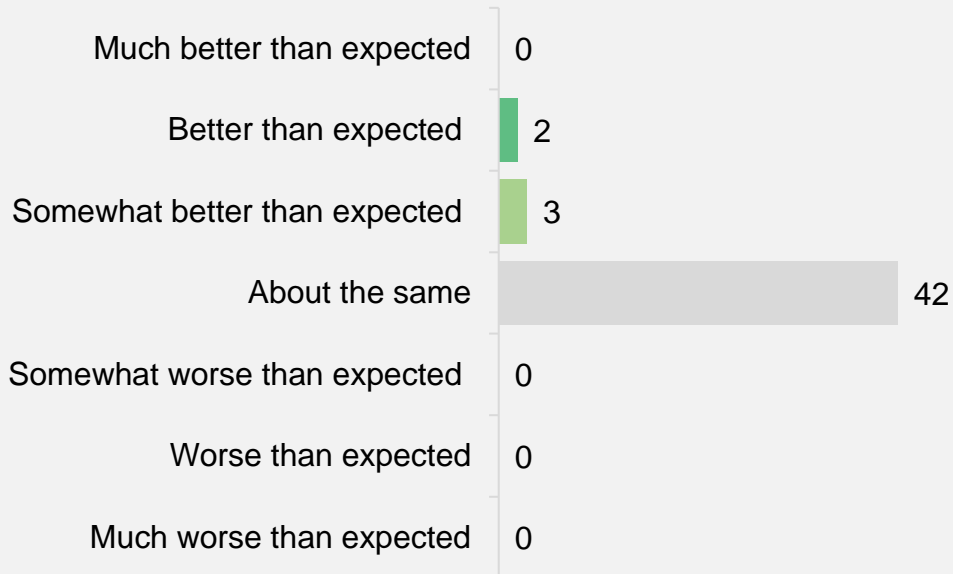 Much better than expected 0
Better than expected 2
Somewhat better than expected 3
About the same 42
Somewhat worse than expected 0
Worse than expected 0
Much worse than expected 0